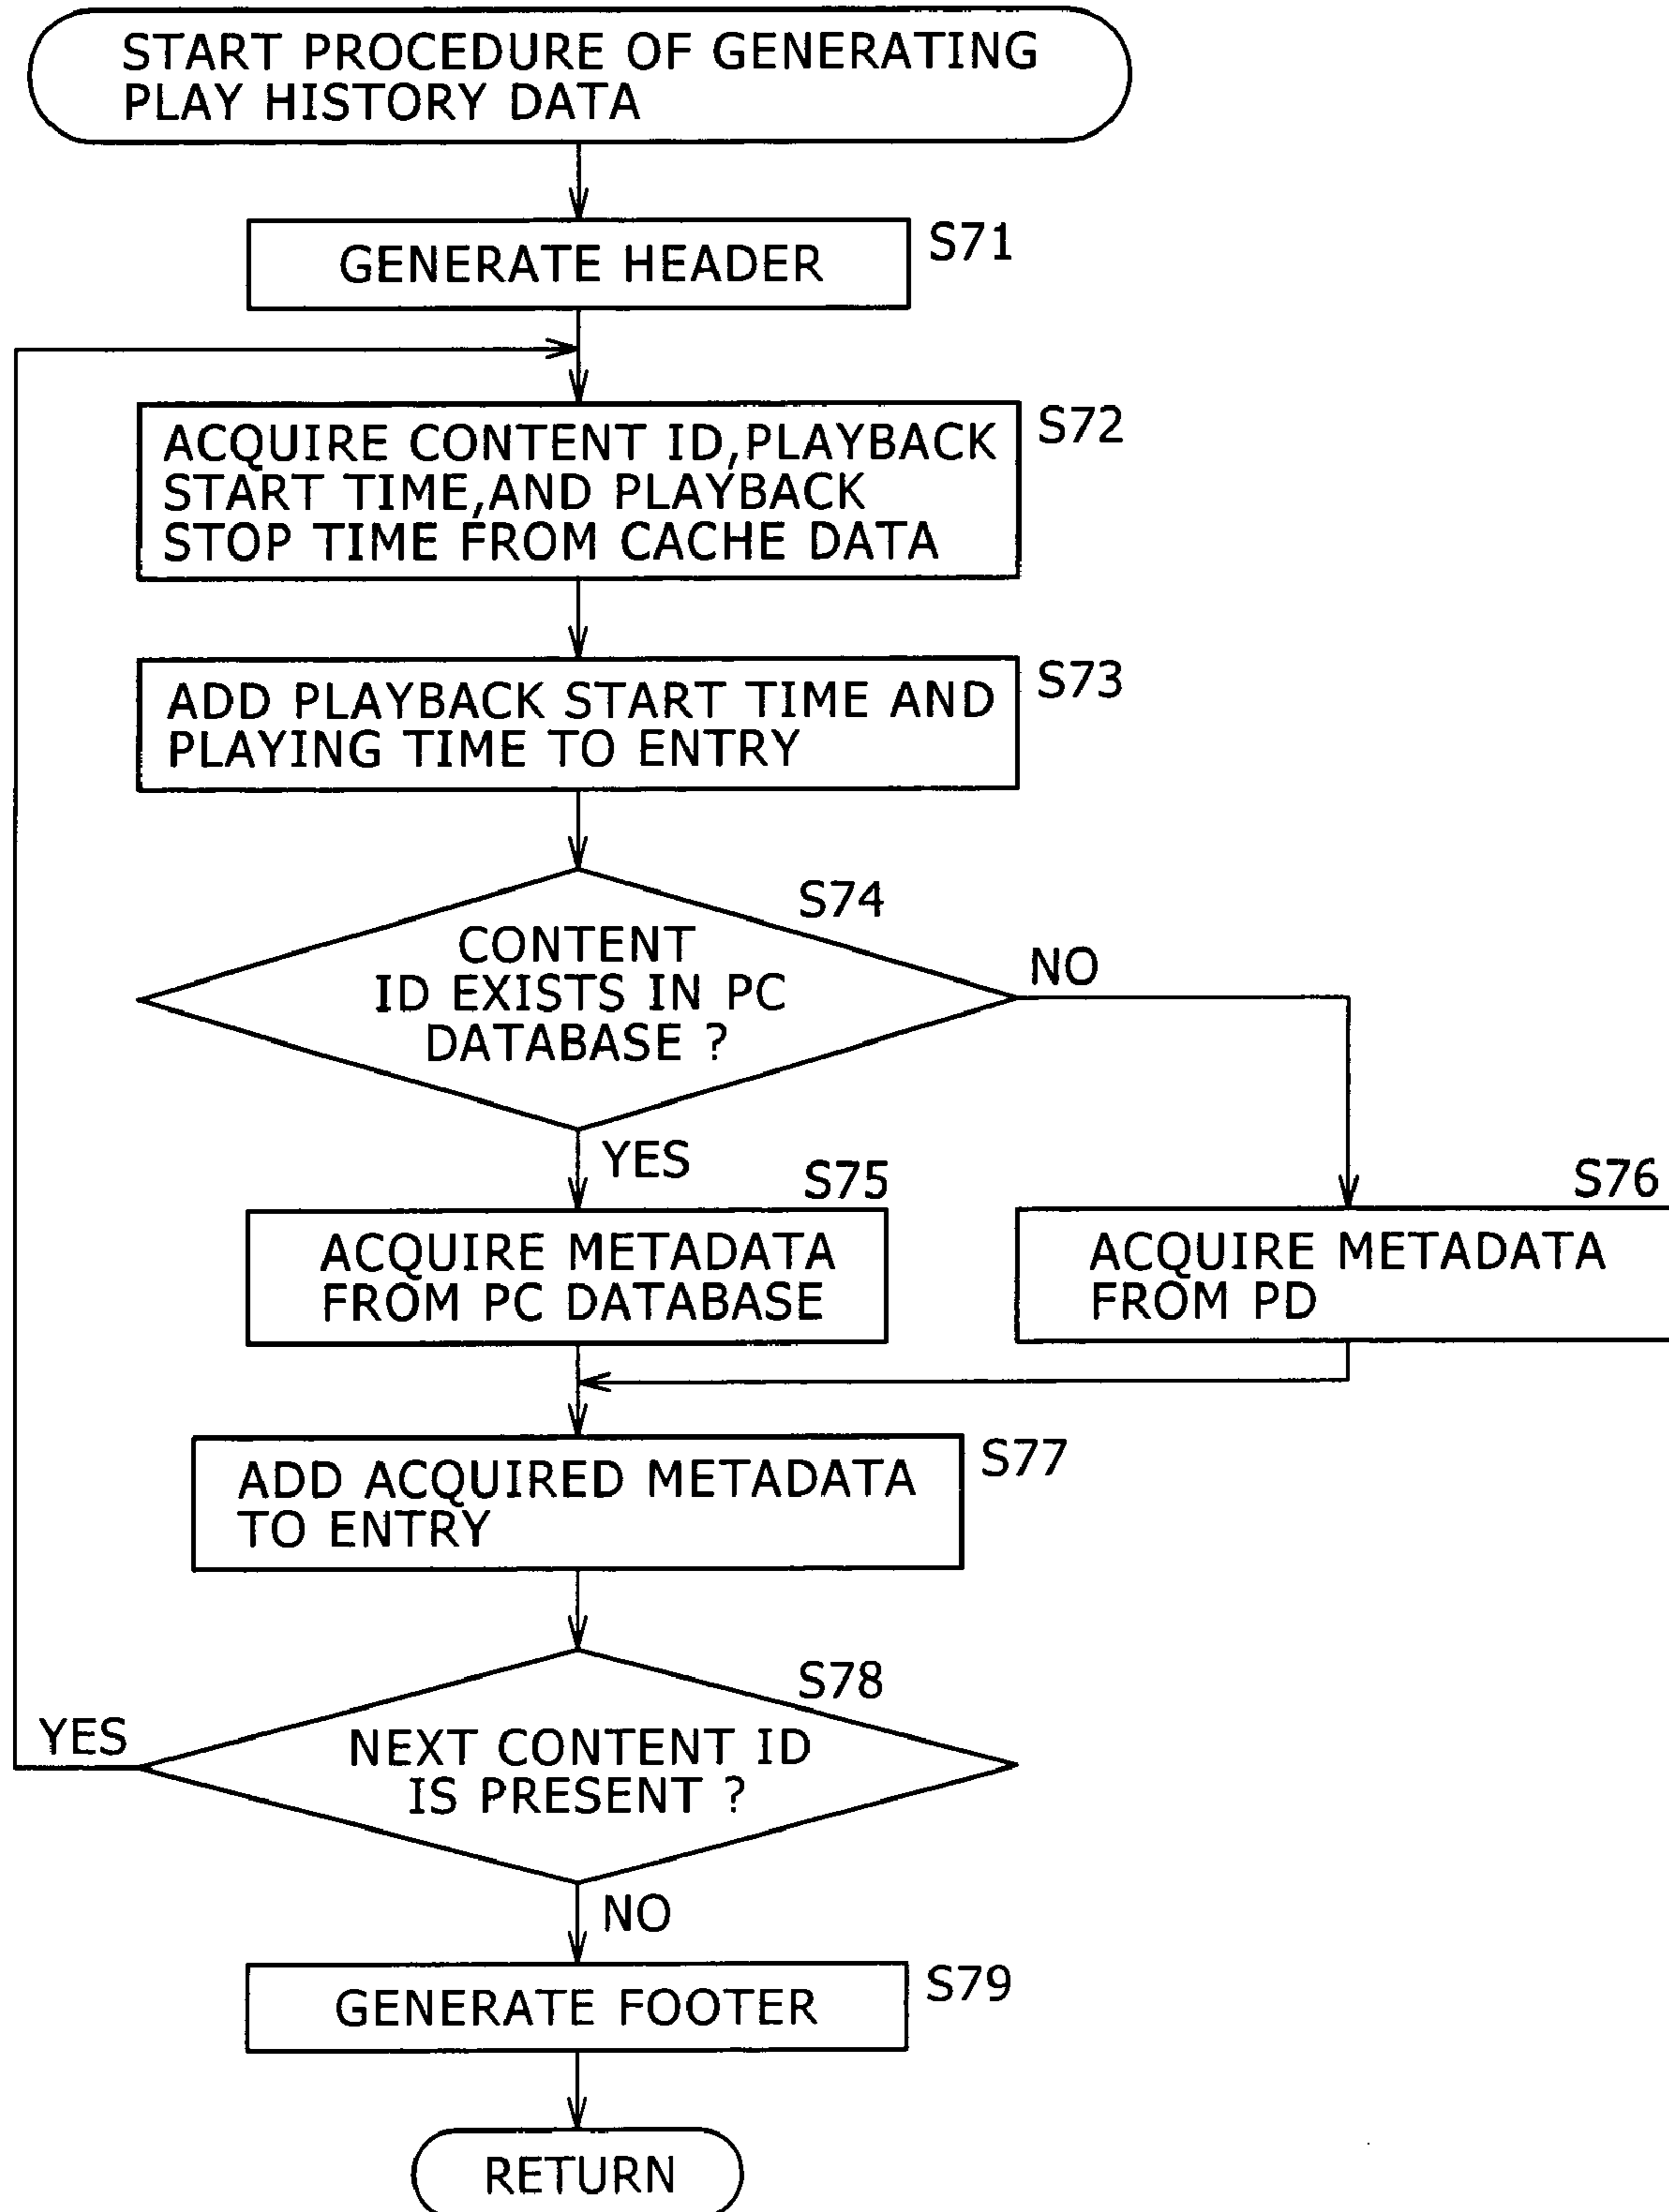 START PROCEDURE OF GENERATING
PLAY HISTORY DATA
GENERATE HEADER
S71
ACQUIRE CONTENT ID,PLAYBACK
START TIME,AND PLAYBACK
STOP TIME FROM CACHE DATA
S72
ADD PLAYBACK START TIME AND
PLAYING TIME TO ENTRY
S73
S74
CONTENT
ID EXISTS IN PC
DATABASE ?
NO
YES
S75
S76
ACQUIRE METADATA
FROM PC DATABASE
ACQUIRE METADATA
FROM PD
ADD ACQUIRED METADATA
TO ENTRY
S77
S78
YES
NEXT CONTENT ID
IS PRESENT ?
NO
GENERATE FOOTER
S79
RETURN